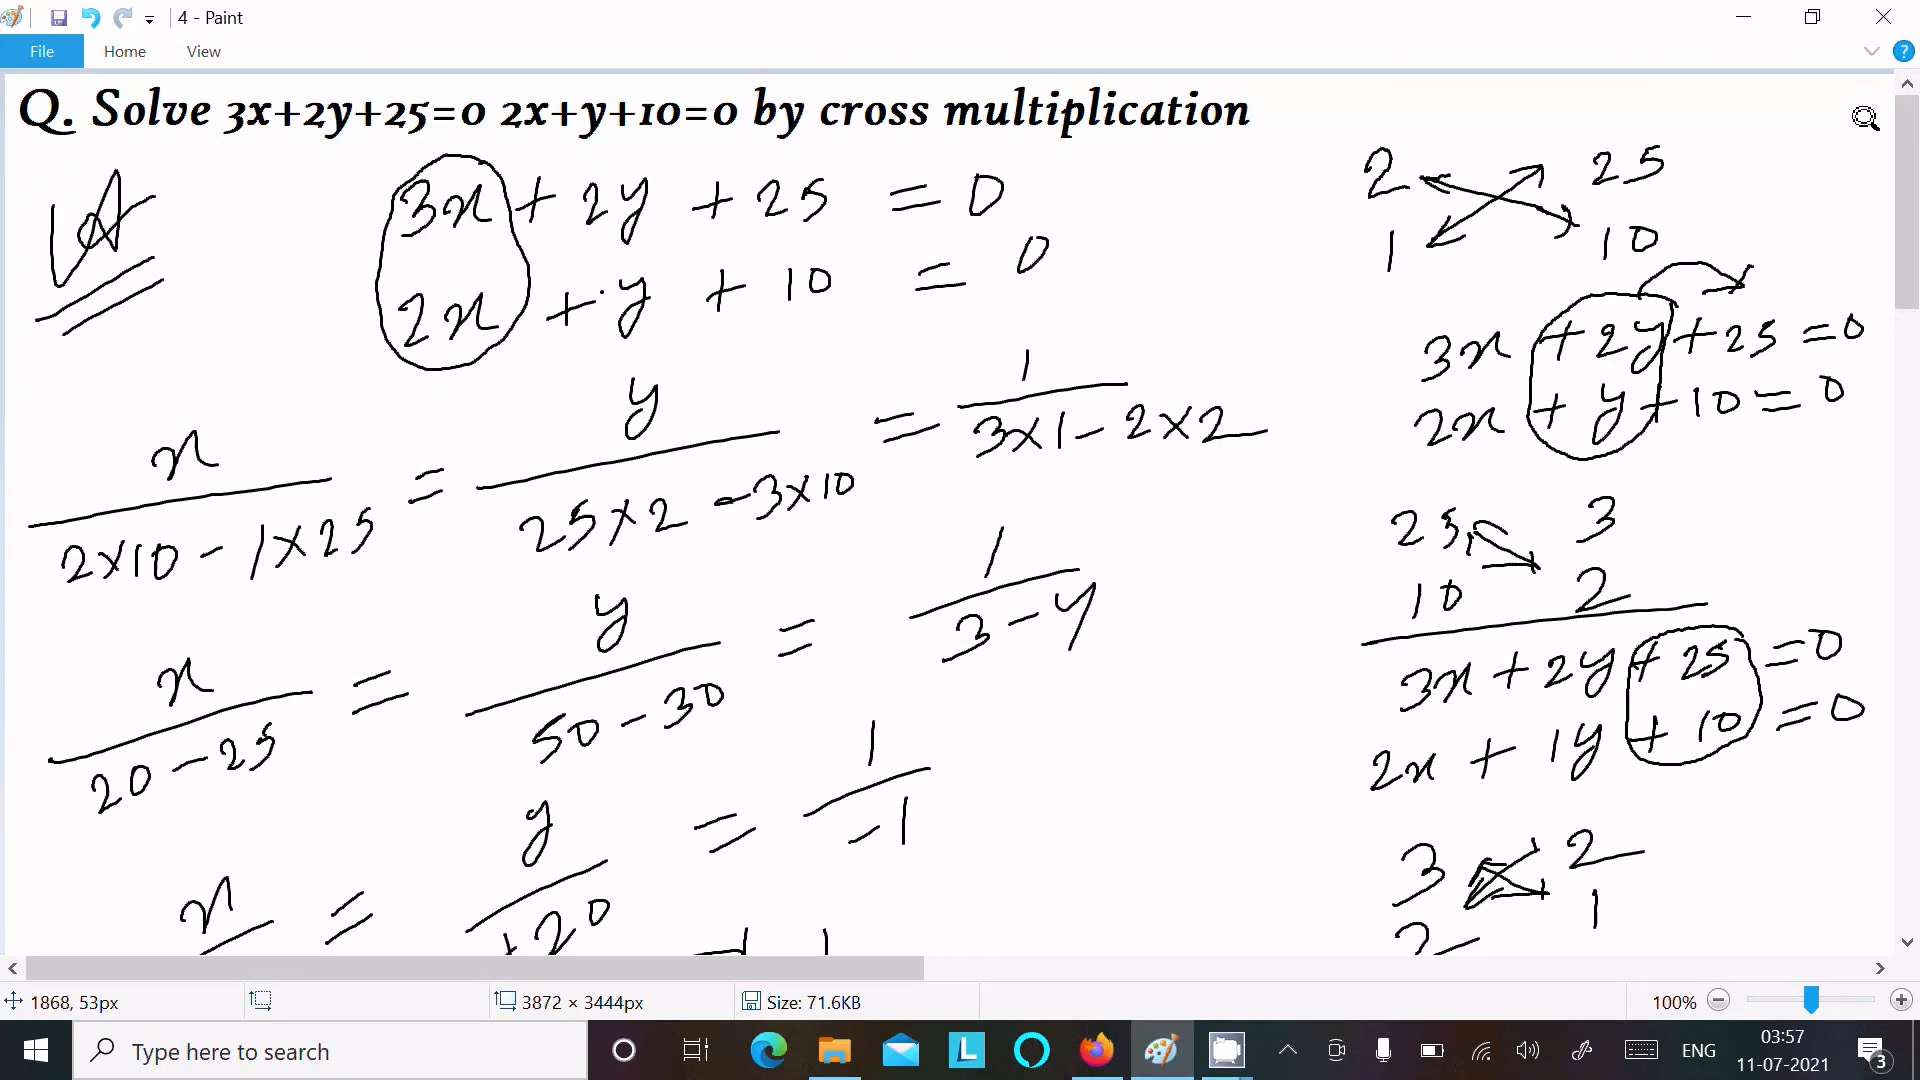 4 - Paint
File Home View
Q. Solve 3x+2y+25=0 2x+y+10=0 by cross multiplication
3x + 2y + 25 = 0
2x + y + 10 = 0
x/(2×10 - 1×25) = y/(25×2 - 3×10) = 1/(3×1 - 2×2)
x/(20-25) = y/(50-30) = 1/(3-4)
x = y/+20 = 1/-1
2 25
1 10
3x + 2y + 25 = 0
2x + y + 10 = 0
25 3
10 2
3x + 2y + 25 = 0
2x + 1y + 10 = 0
3 2
2 1
1868, 53px
3872 × 3444px
Size: 71.6KB
100%
Type here to search
L
ENG
03:57
11-07-2021
3